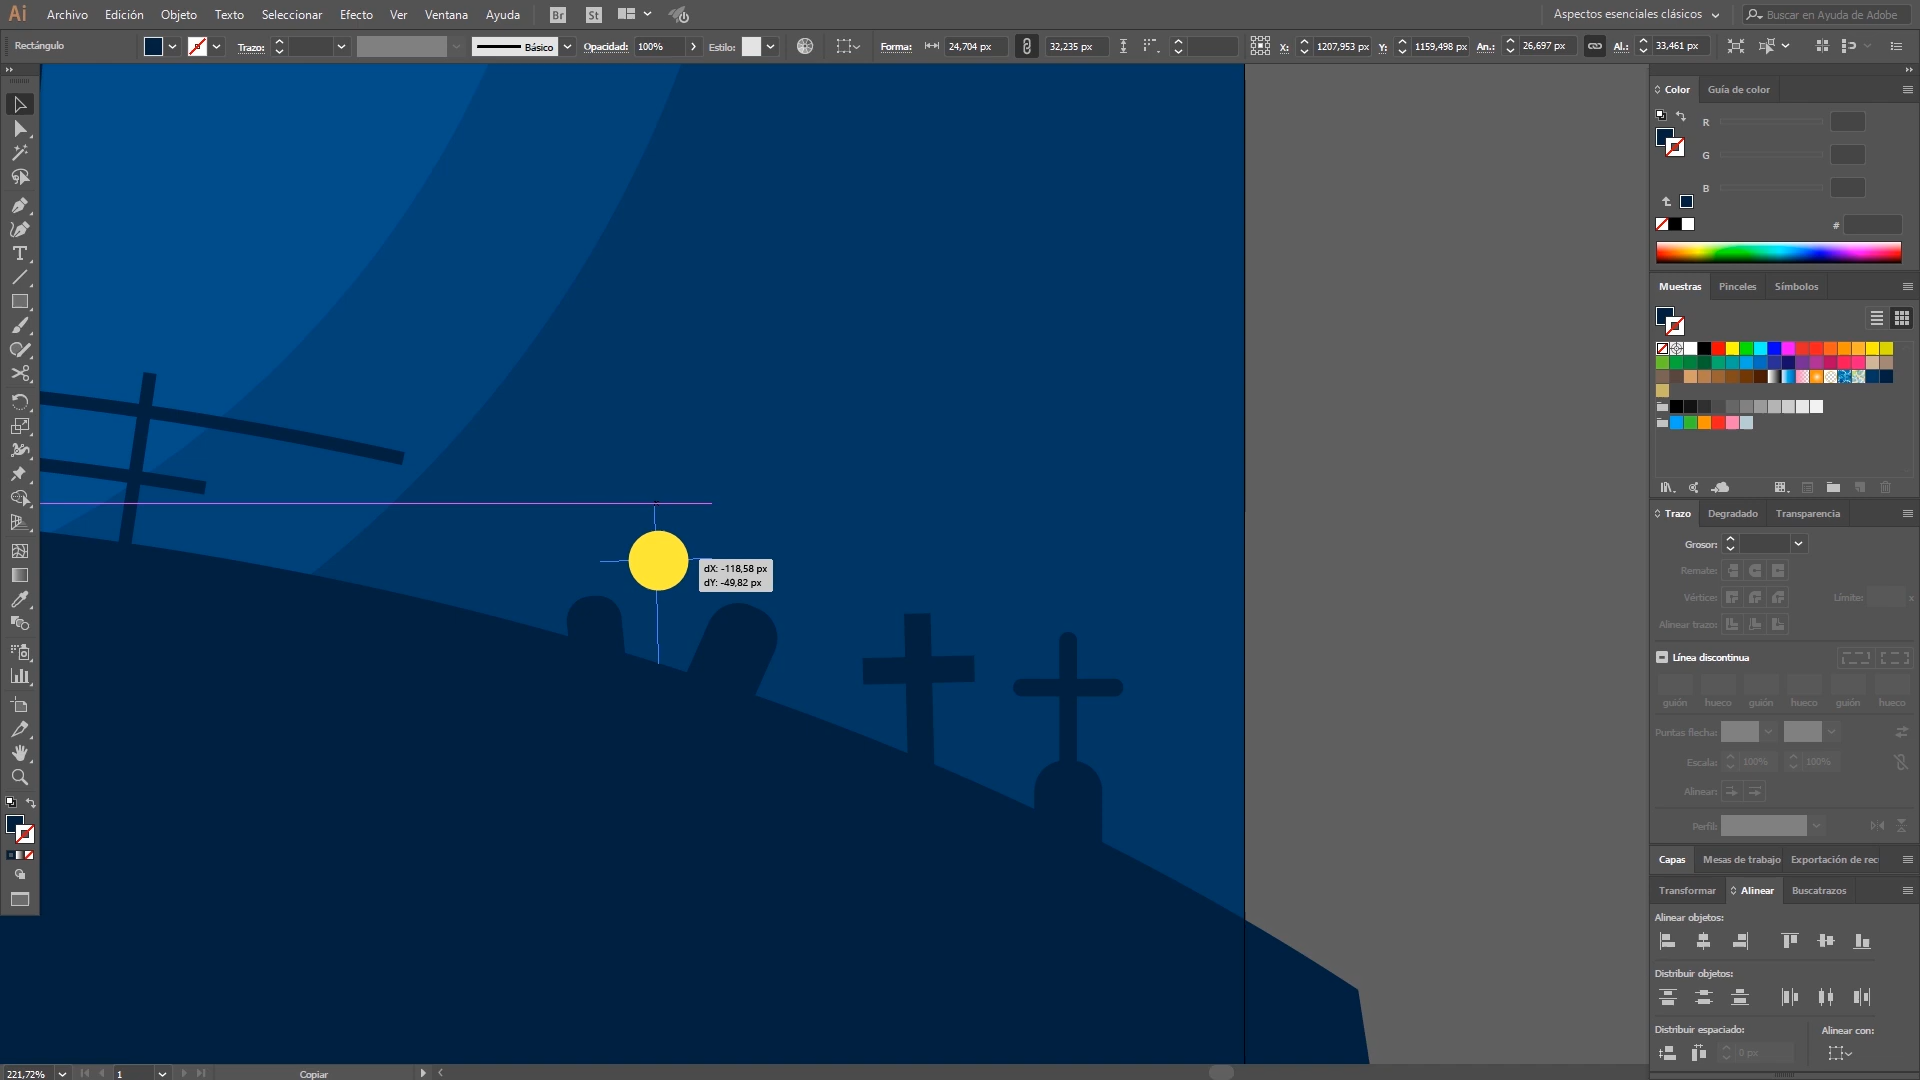 Ai Archivo Edición Objeto Texto Seleccionar Efecto Ver Ventana Ayuda Br St Aspectos esenciales clásicos Buscar en Ayuda de Adobe
Rectángulo Trazo: Básico Opacidad: 100% Estilo: Forma: 24,704 px 32,235 px X: 1207,953 px Y: 1159,498 px An.: 26,697 px Al.: 33,461 px
Color Guía de color
R
G
B
#
Muestras Pinceles Símbolos
Trazo Degradado Transparencia
Grosor:
Remate:
Vértice: Límite: x
Alinear trazo:
Línea discontinua
guión hueco guión hueco guión hueco
Puntas flecha:
Escala: 100% 100%
Alinear:
Perfil:
Capas Mesas de trabajo Exportación de rec
Transformar Alinear Buscatrazos
Alinear objetos:
Distribuir objetos:
Distribuir espaciado: Alinear con:
0 px
dX: -118,58 px
dY: -49,82 px
221,72% 1 Copiar